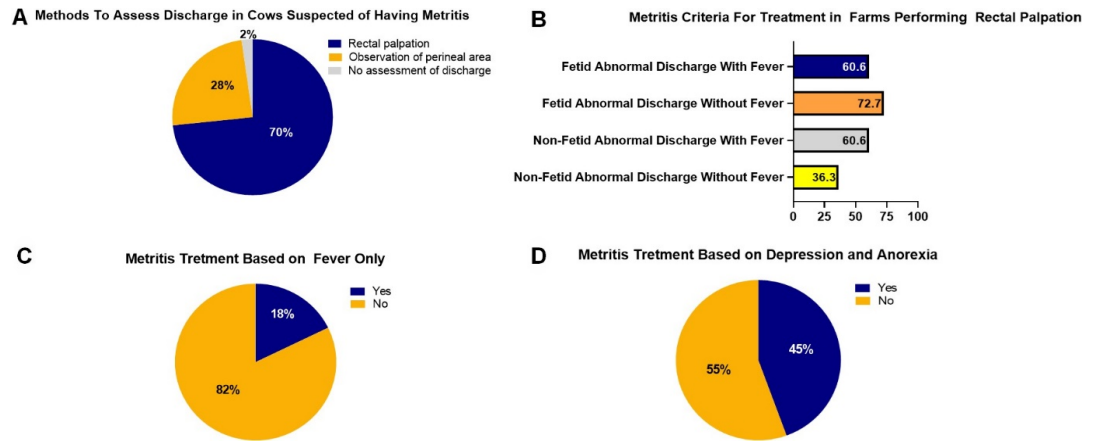 A
Methods To Assess Discharge in Cows Suspected of Having Metritis
2%
28%
70%
Rectal palpation
Observation of perineal area
No assessment of discharge
B
Metritis Criteria For Treatment in Farms Performing Rectal Palpation
Fetid Abnormal Discharge With Fever
60.6
Fetid Abnormal Discharge Without Fever
72.7
Non-Fetid Abnormal Discharge With Fever
60.6
Non-Fetid Abnormal Discharge Without Fever
36.3
0 25 50 75 100
C
Metritis Tretment Based on Fever Only
18%
82%
Yes
No
D
Metritis Tretment Based on Depression and Anorexia
45%
55%
Yes
No